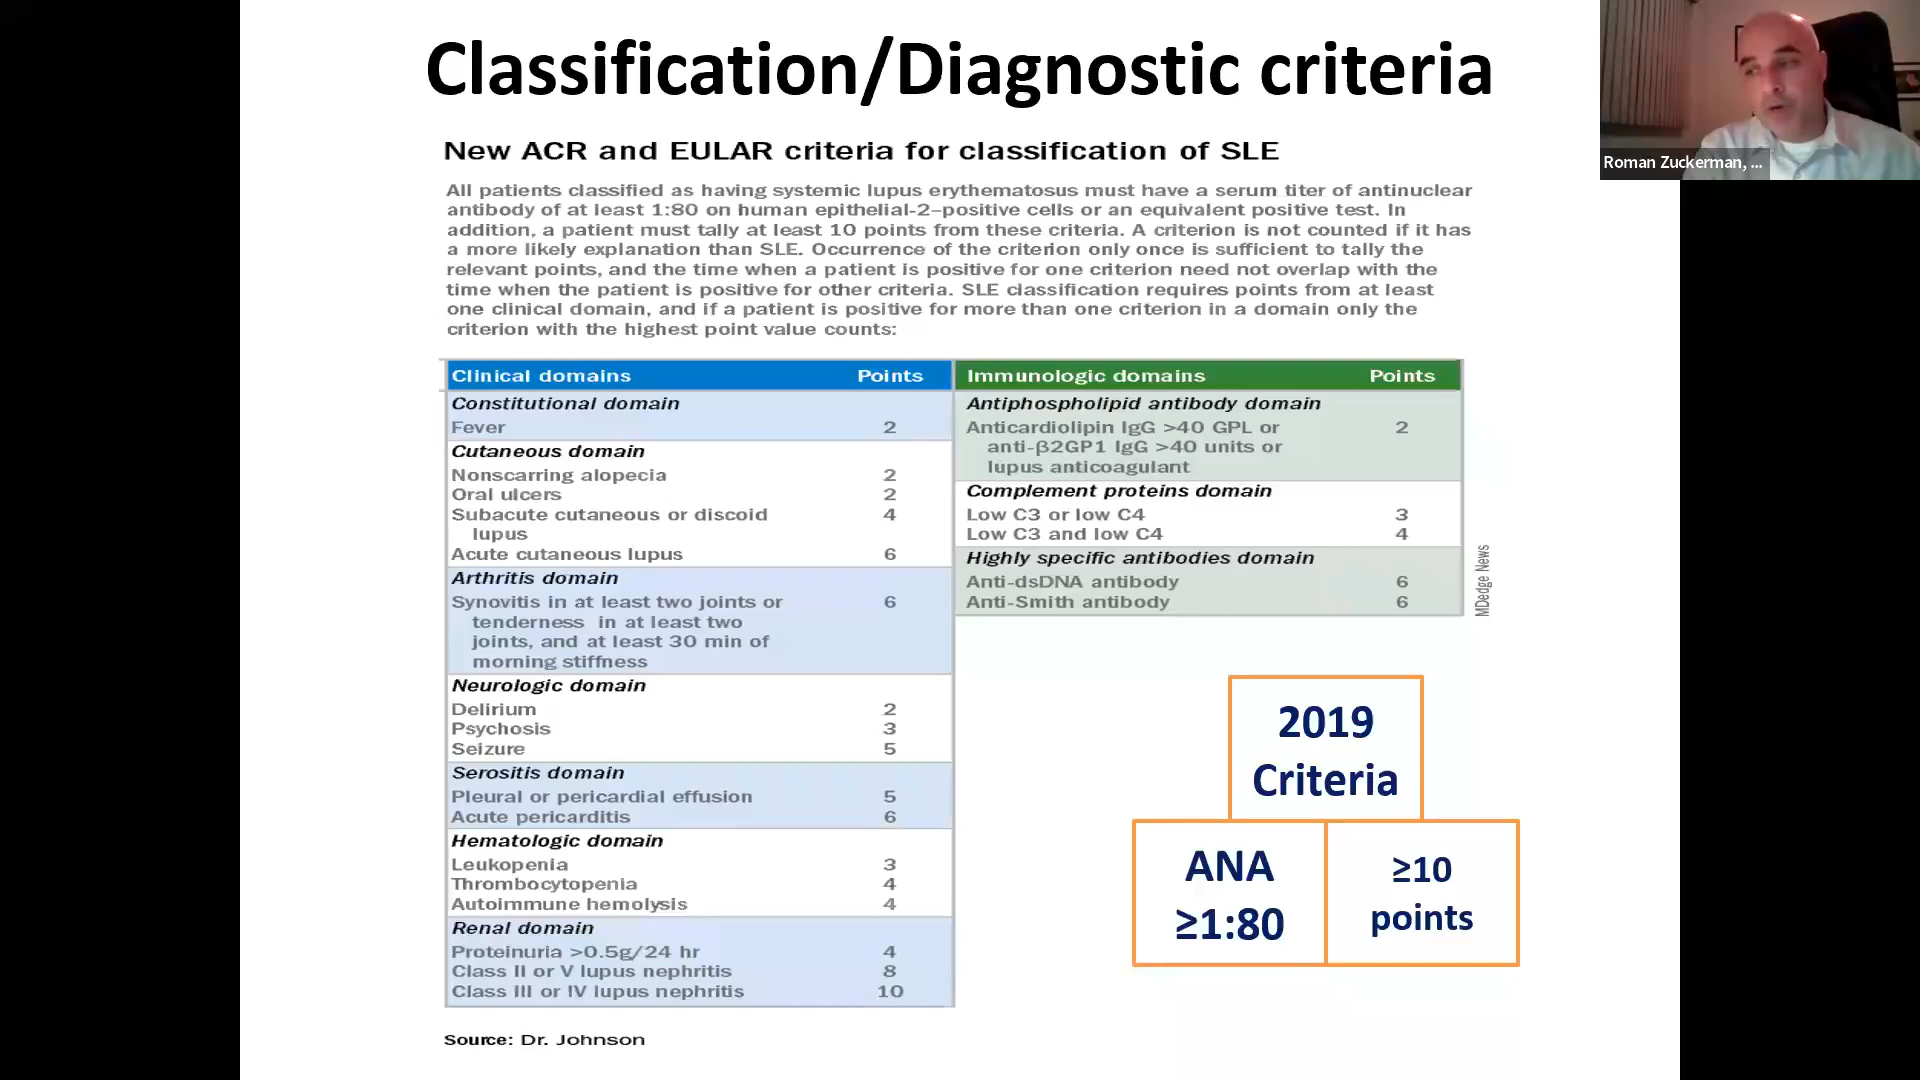 Classification/Diagnostic criteria
Roman Zuckerman, ...
New ACR and EULAR criteria for classification of SLE
All patients classified as having systemic lupus erythematosus must have a serum titer of antinuclear
antibody of at least 1:80 on human epithelial-2–positive cells or an equivalent positive test. In
addition, a patient must tally at least 10 points from these criteria. A criterion is not counted if it has
a more likely explanation than SLE. Occurrence of the criterion only once is sufficient to tally the
relevant points, and the time when a patient is positive for one criterion need not overlap with the
time when the patient is positive for other criteria. SLE classification requires points from at least
one clinical domain, and if a patient is positive for more than one criterion in a domain only the
criterion with the highest point value counts:
Clinical domains Points
Constitutional domain
Fever 2
Cutaneous domain
Nonscarring alopecia 2
Oral ulcers 2
Subacute cutaneous or discoid 4
lupus
Acute cutaneous lupus 6
Arthritis domain
Synovitis in at least two joints or 6
tenderness in at least two
joints, and at least 30 min of
morning stiffness
Neurologic domain
Delirium 2
Psychosis 3
Seizure 5
Serositis domain
Pleural or pericardial effusion 5
Acute pericarditis 6
Hematologic domain
Leukopenia 3
Thrombocytopenia 4
Autoimmune hemolysis 4
Renal domain
Proteinuria >0.5g/24 hr 4
Class II or V lupus nephritis 8
Class III or IV lupus nephritis 10
Immunologic domains Points
Antiphospholipid antibody domain
Anticardiolipin IgG >40 GPL or 2
anti-β2GP1 IgG >40 units or
lupus anticoagulant
Complement proteins domain
Low C3 or low C4 3
Low C3 and low C4 4
Highly specific antibodies domain
Anti-dsDNA antibody 6
Anti-Smith antibody 6
MDedge News
2019
Criteria
ANA
≥1:80
≥10
points
Source: Dr. Johnson